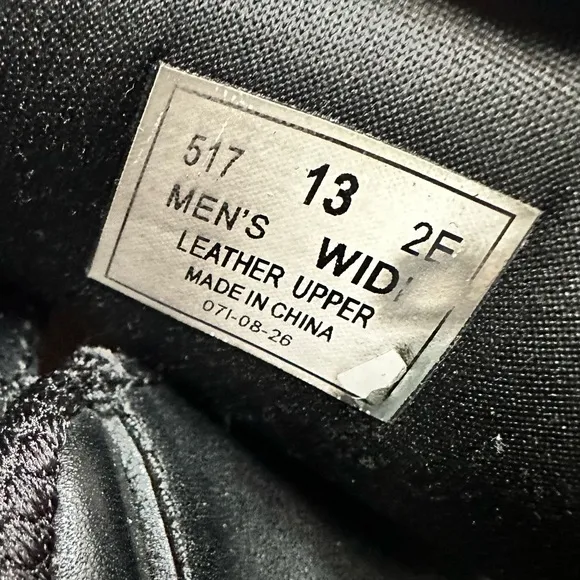 517 13 2E
MEN'S WIDE
LEATHER UPPER
MADE IN CHINA
071-08-26